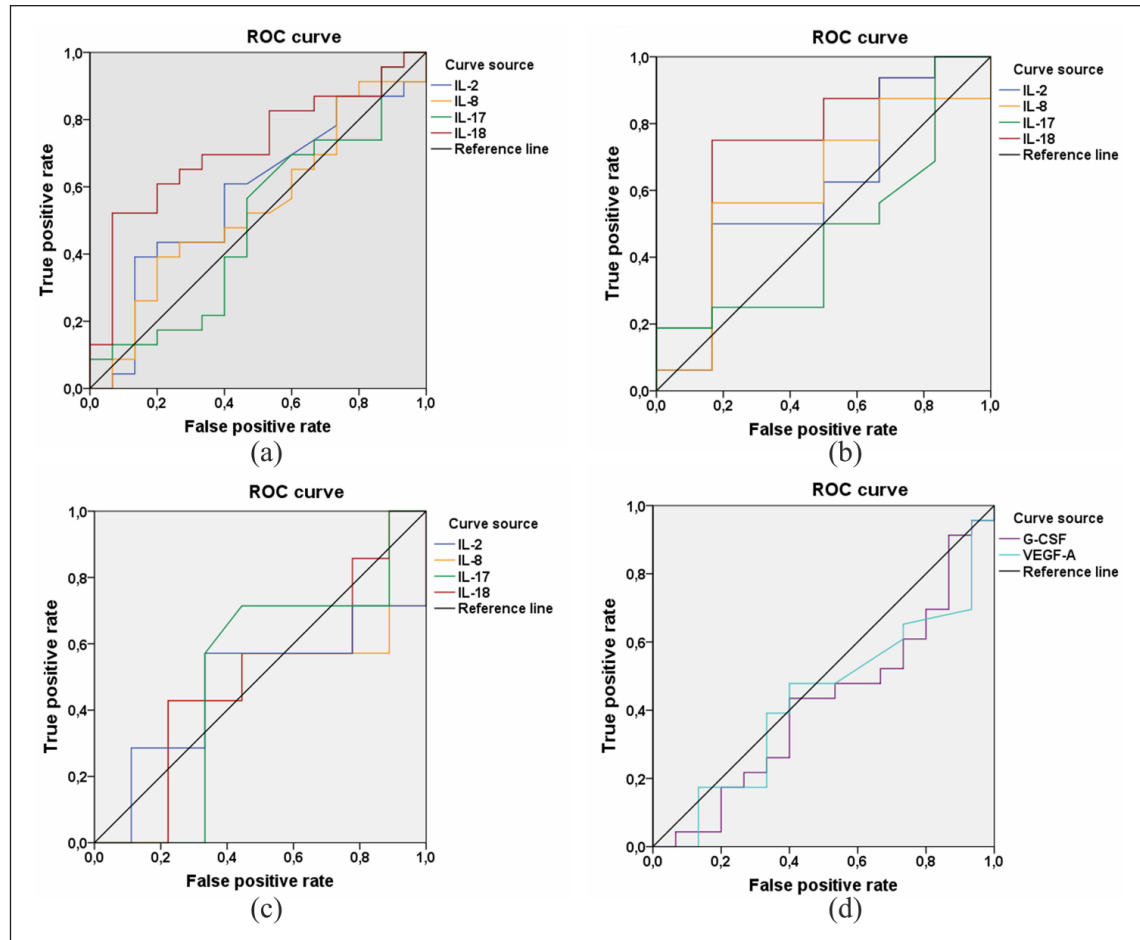 ROC curve
1,0
0,8
0,6
0,4
0,2
0,0
0,0 0,2 0,4 0,6 0,8 1,0
True positive rate
False positive rate
Curve source
IL-2
IL-8
IL-17
IL-18
Reference line
(a)
ROC curve
1,0
0,8
0,6
0,4
0,2
0,0
0,0 0,2 0,4 0,6 0,8 1,0
True positive rate
False positive rate
Curve source
IL-2
IL-8
IL-17
IL-18
Reference line
(b)
ROC curve
1,0
0,8
0,6
0,4
0,2
0,0
0,0 0,2 0,4 0,6 0,8 1,0
True positive rate
False positive rate
Curve source
IL-2
IL-8
IL-17
IL-18
Reference line
(c)
ROC curve
1,0
0,8
0,6
0,4
0,2
0,0
0,0 0,2 0,4 0,6 0,8 1,0
True positive rate
False positive rate
Curve source
G-CSF
VEGF-A
Reference line
(d)